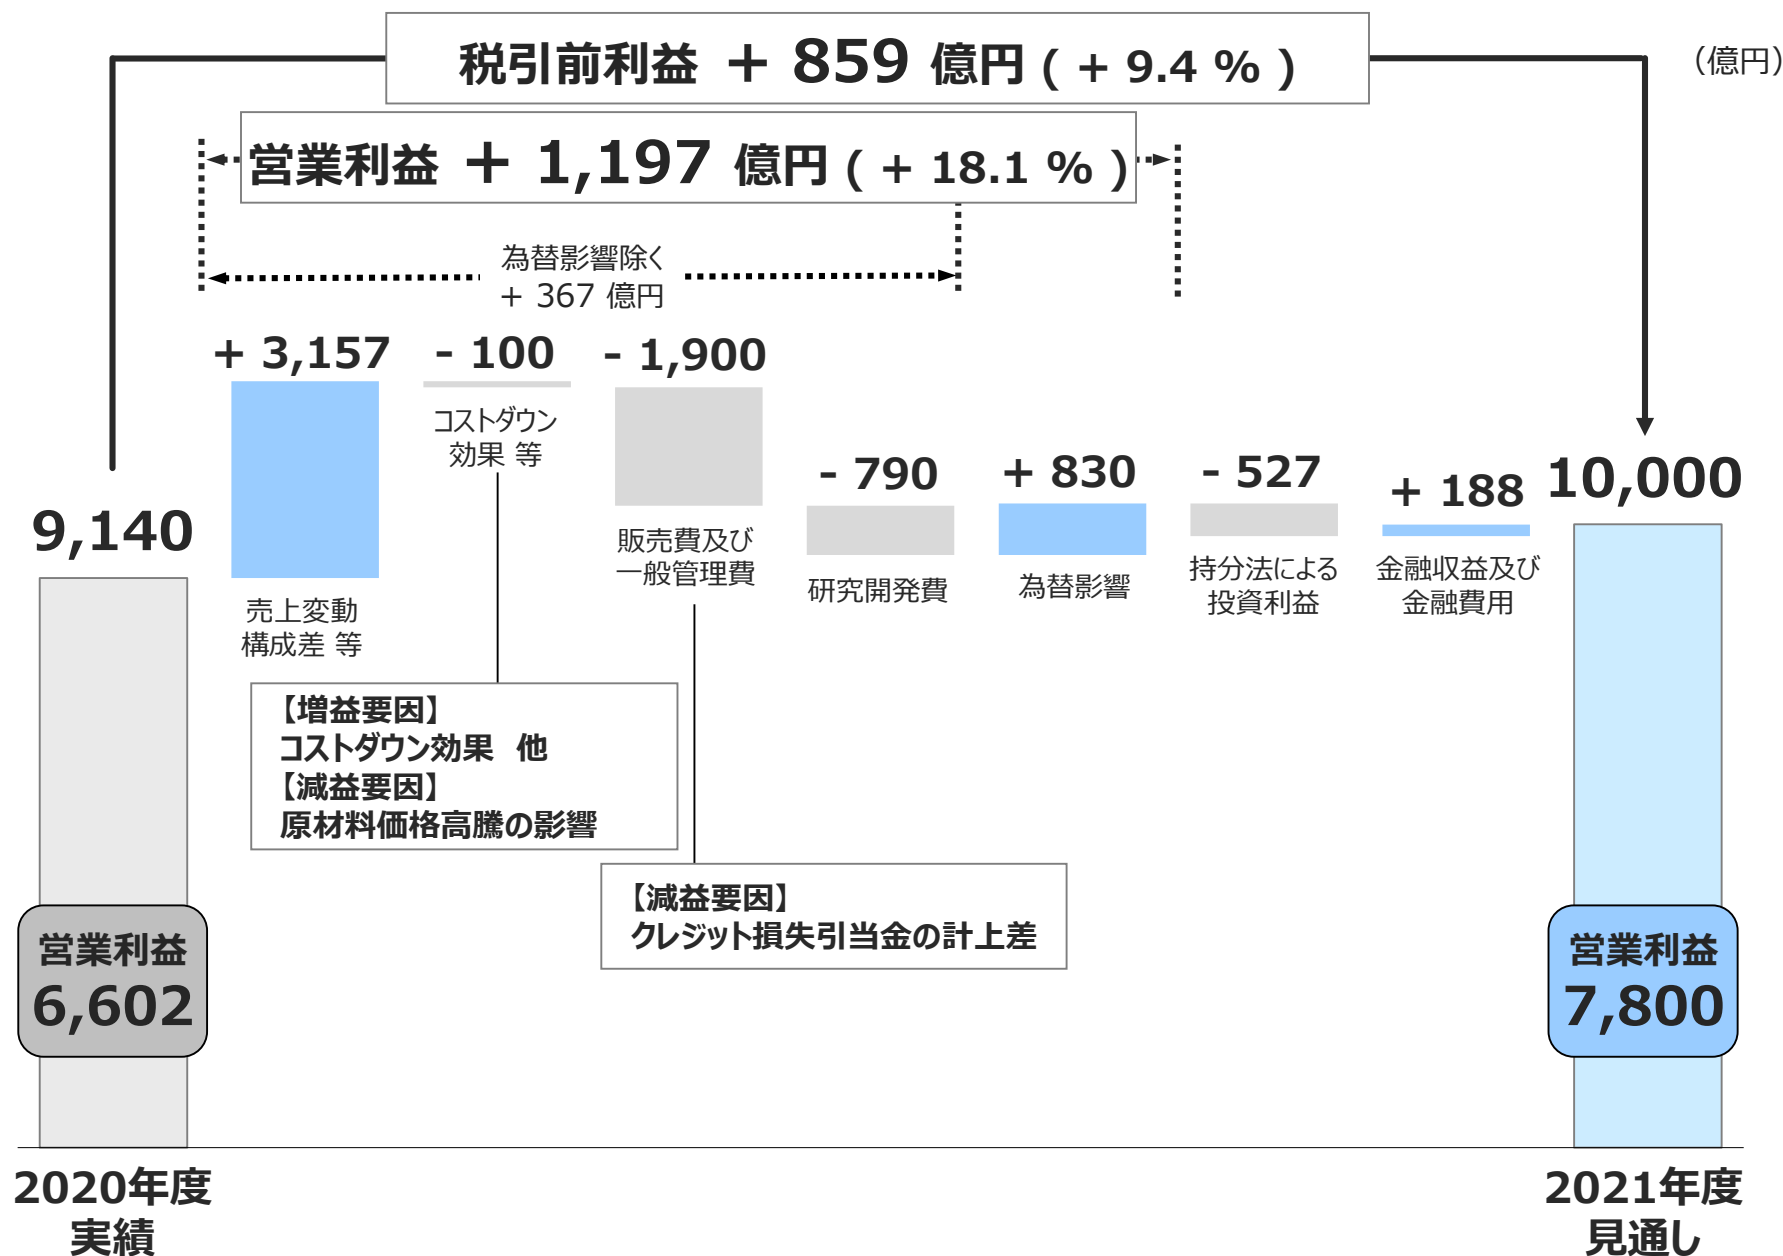 税引前利益 + 859 億円 ( + 9.4 % )
(億円)
営業利益 + 1,197 億円 ( + 18.1 % )
為替影響除く
+ 367 億円
+ 3,157
売上変動
構成差 等
- 100
コストダウン
効果 等
- 1,900
販売費及び
一般管理費
- 790
研究開発費
+ 830
為替影響
- 527
持分法による
投資利益
+ 188
金融収益及び
金融費用
9,140
10,000
【増益要因】
コストダウン効果 他
【減益要因】
原材料価格高騰の影響
【減益要因】
クレジット損失引当金の計上差
営業利益
6,602
営業利益
7,800
2020年度
実績
2021年度
見通し